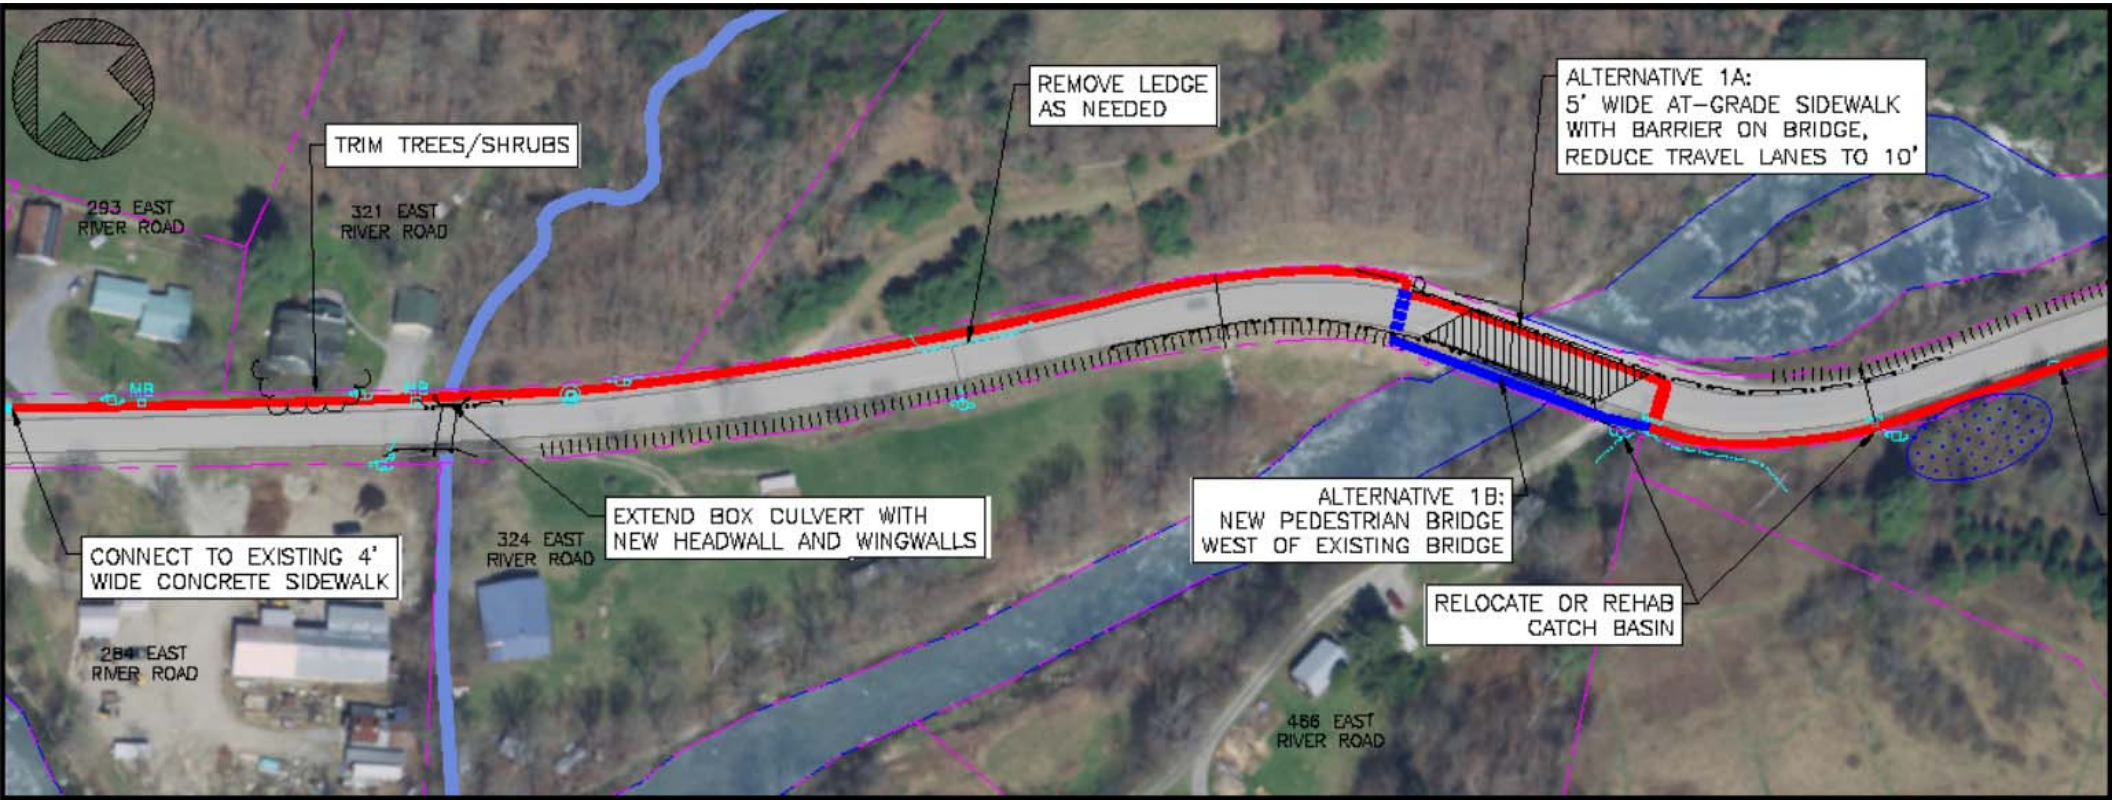 REMOVE LEDGE
AS NEEDED
ALTERNATIVE 1A:
5' WIDE AT-GRADE SIDEWALK
WITH BARRIER ON BRIDGE,
REDUCE TRAVEL LANES TO 10'
TRIM TREES/SHRUBS
293 EAST
RIVER ROAD
321 EAST
RIVER ROAD
MB
CONNECT TO EXISTING 4'
WIDE CONCRETE SIDEWALK
EXTEND BOX CULVERT WITH
NEW HEADWALL AND WINGWALLS
324 EAST
RIVER ROAD
ALTERNATIVE 1B:
NEW PEDESTRIAN BRIDGE
WEST OF EXISTING BRIDGE
RELOCATE OR REHAB
CATCH BASIN
284 EAST
RIVER ROAD
466 EAST
RIVER ROAD